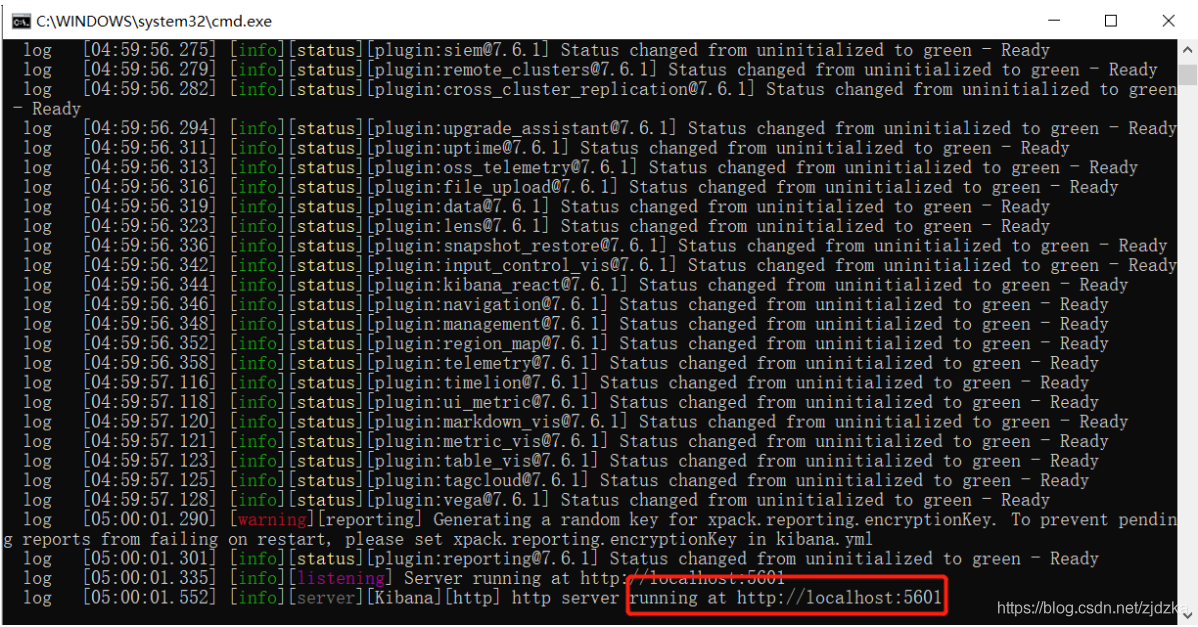 C:\WINDOWS\system32\cmd.exe
log [04:59:56.275] [info][status][plugin:siem@7.6.1] Status changed from uninitialized to green - Ready
log [04:59:56.279] [info][status][plugin:remote_clusters@7.6.1] Status changed from uninitialized to green - Ready
log [04:59:56.282] [info][status][plugin:cross_cluster_replication@7.6.1] Status changed from uninitialized to green
- Ready
log [04:59:56.294] [info][status][plugin:upgrade_assistant@7.6.1] Status changed from uninitialized to green - Ready
log [04:59:56.311] [info][status][plugin:uptime@7.6.1] Status changed from uninitialized to green - Ready
log [04:59:56.313] [info][status][plugin:oss_telemetry@7.6.1] Status changed from uninitialized to green - Ready
log [04:59:56.316] [info][status][plugin:file_upload@7.6.1] Status changed from uninitialized to green - Ready
log [04:59:56.319] [info][status][plugin:data@7.6.1] Status changed from uninitialized to green - Ready
log [04:59:56.323] [info][status][plugin:lens@7.6.1] Status changed from uninitialized to green - Ready
log [04:59:56.336] [info][status][plugin:snapshot_restore@7.6.1] Status changed from uninitialized to green - Ready
log [04:59:56.342] [info][status][plugin:input_control_vis@7.6.1] Status changed from uninitialized to green - Ready
log [04:59:56.344] [info][status][plugin:kibana_react@7.6.1] Status changed from uninitialized to green - Ready
log [04:59:56.346] [info][status][plugin:navigation@7.6.1] Status changed from uninitialized to green - Ready
log [04:59:56.348] [info][status][plugin:management@7.6.1] Status changed from uninitialized to green - Ready
log [04:59:56.352] [info][status][plugin:region_map@7.6.1] Status changed from uninitialized to green - Ready
log [04:59:56.358] [info][status][plugin:telemetry@7.6.1] Status changed from uninitialized to green - Ready
log [04:59:57.116] [info][status][plugin:timelion@7.6.1] Status changed from uninitialized to green - Ready
log [04:59:57.118] [info][status][plugin:ui_metric@7.6.1] Status changed from uninitialized to green - Ready
log [04:59:57.120] [info][status][plugin:markdown_vis@7.6.1] Status changed from uninitialized to green - Ready
log [04:59:57.121] [info][status][plugin:metric_vis@7.6.1] Status changed from uninitialized to green - Ready
log [04:59:57.123] [info][status][plugin:table_vis@7.6.1] Status changed from uninitialized to green - Ready
log [04:59:57.125] [info][status][plugin:tagcloud@7.6.1] Status changed from uninitialized to green - Ready
log [04:59:57.128] [info][status][plugin:vega@7.6.1] Status changed from uninitialized to green - Ready
log [05:00:01.290] [warning][reporting] Generating a random key for xpack.reporting.encryptionKey. To prevent pendin
g reports from failing on restart, please set xpack.reporting.encryptionKey in kibana.yml
log [05:00:01.301] [info][status][plugin:reporting@7.6.1] Status changed from uninitialized to green - Ready
log [05:00:01.335] [info][listening] Server running at http://localhost:5601
log [05:00:01.552] [info][server][Kibana][http] http server running at http://localhost:5601
https://blog.csdn.net/zjdzka